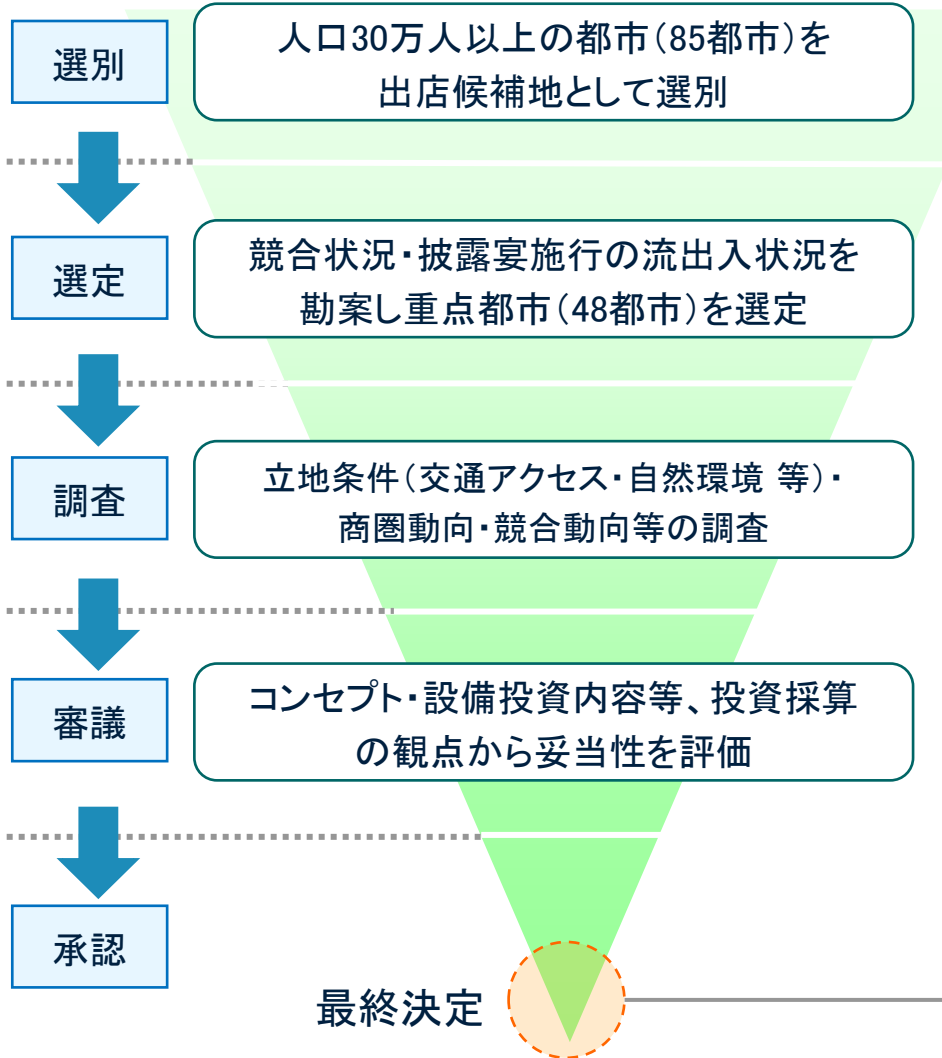 選別
人口30万人以上の都市（85都市）を
出店候補地として選別
選定
競合状況・披露宴施行の流出入状況を
勘案し重点都市（48都市）を選定
調査
立地条件（交通アクセス・自然環境 等）・
商圏動向・競合動向等の調査
審議
コンセプト・設備投資内容等、投資採算
の観点から妥当性を評価
承認
最終決定